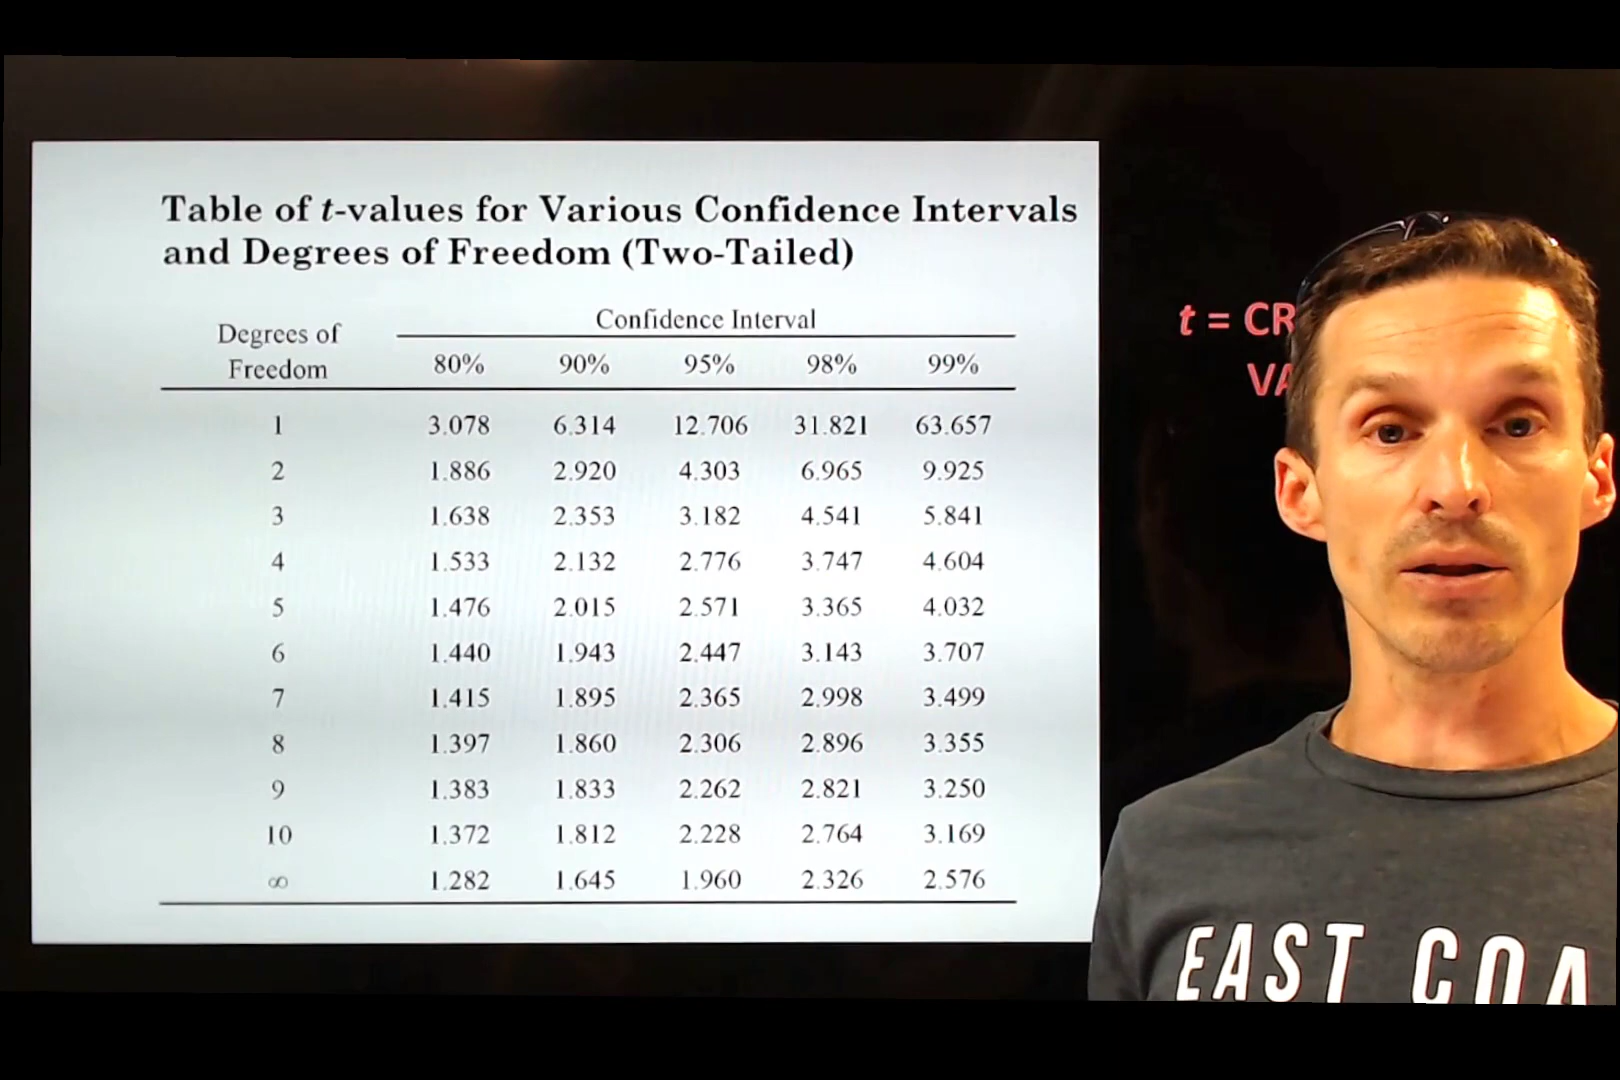 Table of t-values for Various Confidence Intervals
and Degrees of Freedom (Two-Tailed)
Degrees of Freedom
Confidence Interval
80% 90% 95% 98% 99%
1 3.078 6.314 12.706 31.821 63.657
2 1.886 2.920 4.303 6.965 9.925
3 1.638 2.353 3.182 4.541 5.841
4 1.533 2.132 2.776 3.747 4.604
5 1.476 2.015 2.571 3.365 4.032
6 1.440 1.943 2.447 3.143 3.707
7 1.415 1.895 2.365 2.998 3.499
8 1.397 1.860 2.306 2.896 3.355
9 1.383 1.833 2.262 2.821 3.250
10 1.372 1.812 2.228 2.764 3.169
∞ 1.282 1.645 1.960 2.326 2.576
t = CR
VA
EAST COA